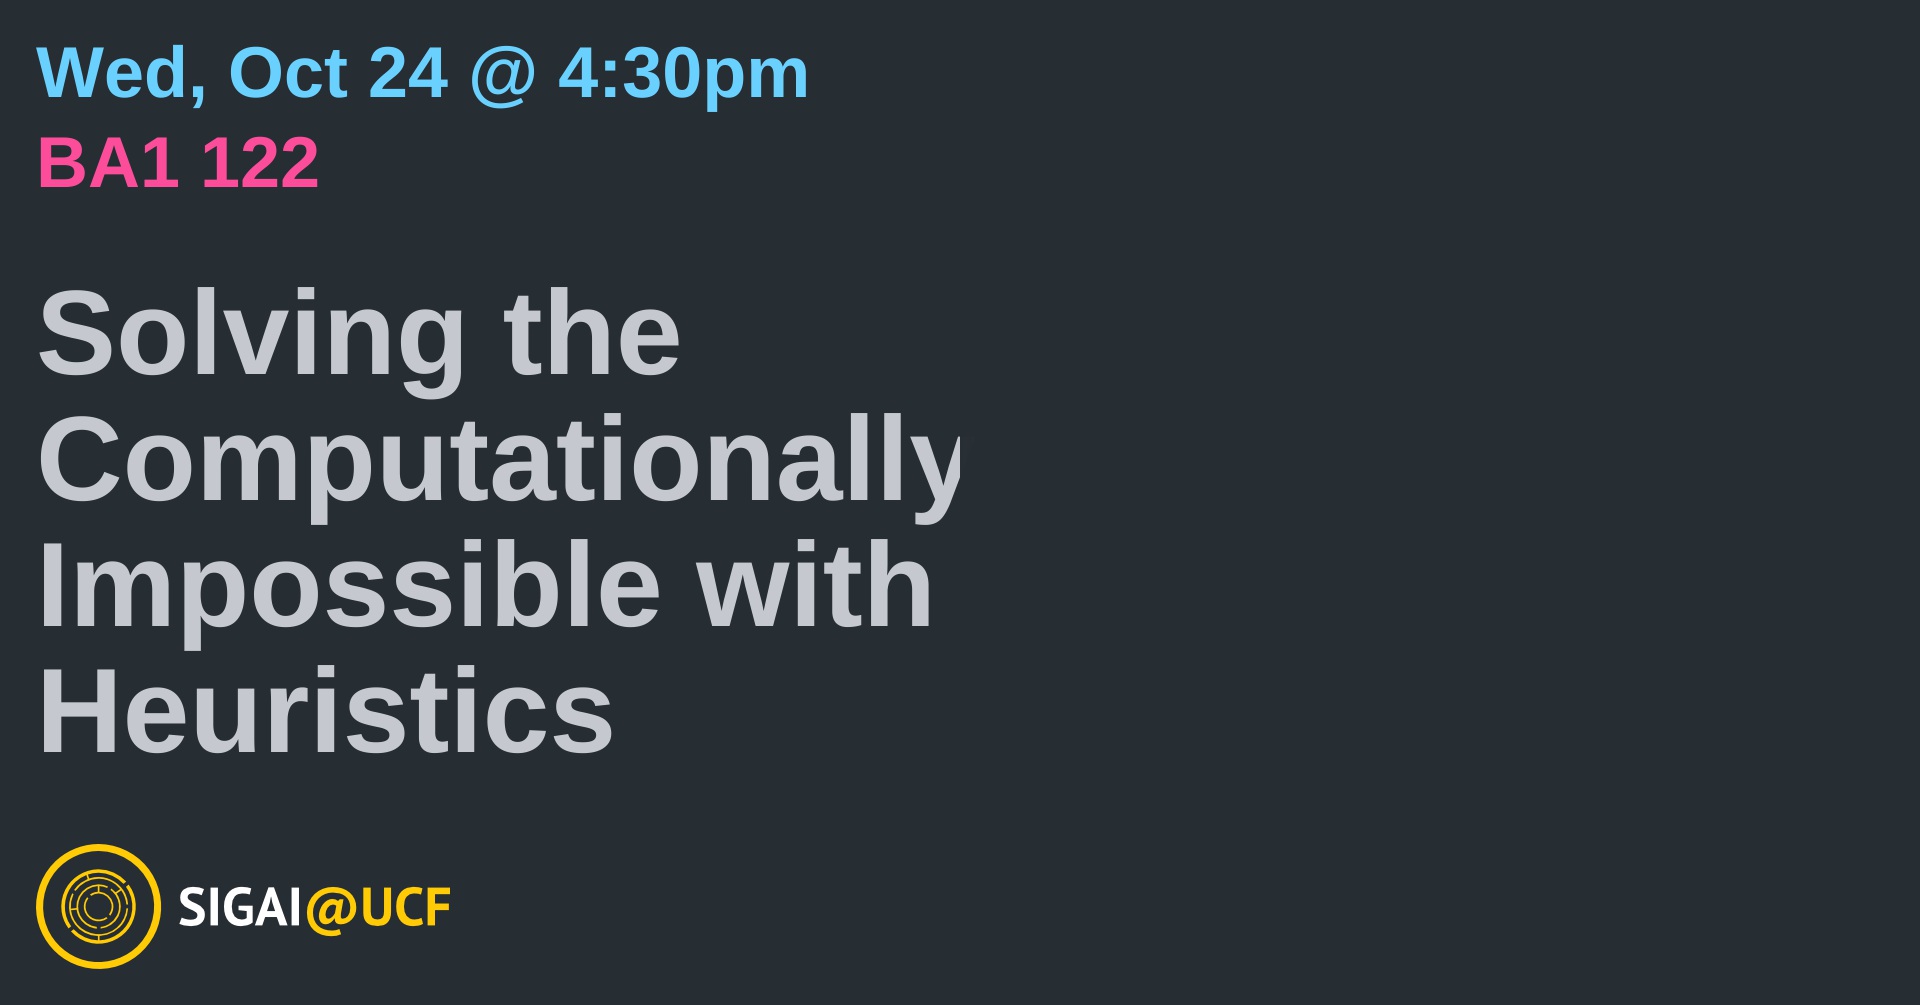 Wed, Oct 24 @ 4:30pm
BA1 122
Solving the
Computationally
Impossible with
Heuristics
SIGAI@UCF